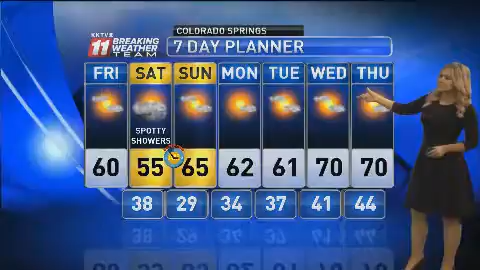 COLORADO SPRINGS
KKTV
11 BREAKING
WEATHER
TEAM
7 DAY PLANNER
FRI SAT SUN MON TUE WED THU
SPOTTY
SHOWERS
60 55 65 62 61 70 70
38 29 34 37 41 44